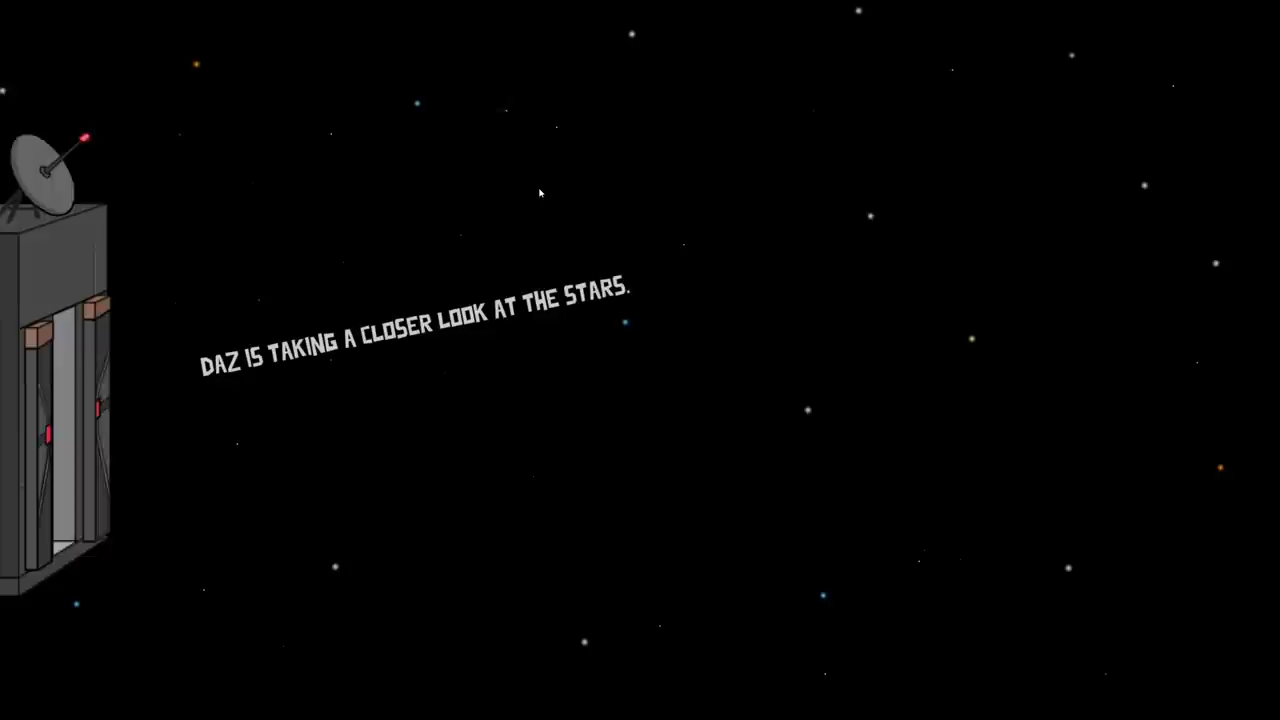 DAZ IS TAKING A CLOSER LOOK AT THE STARS.